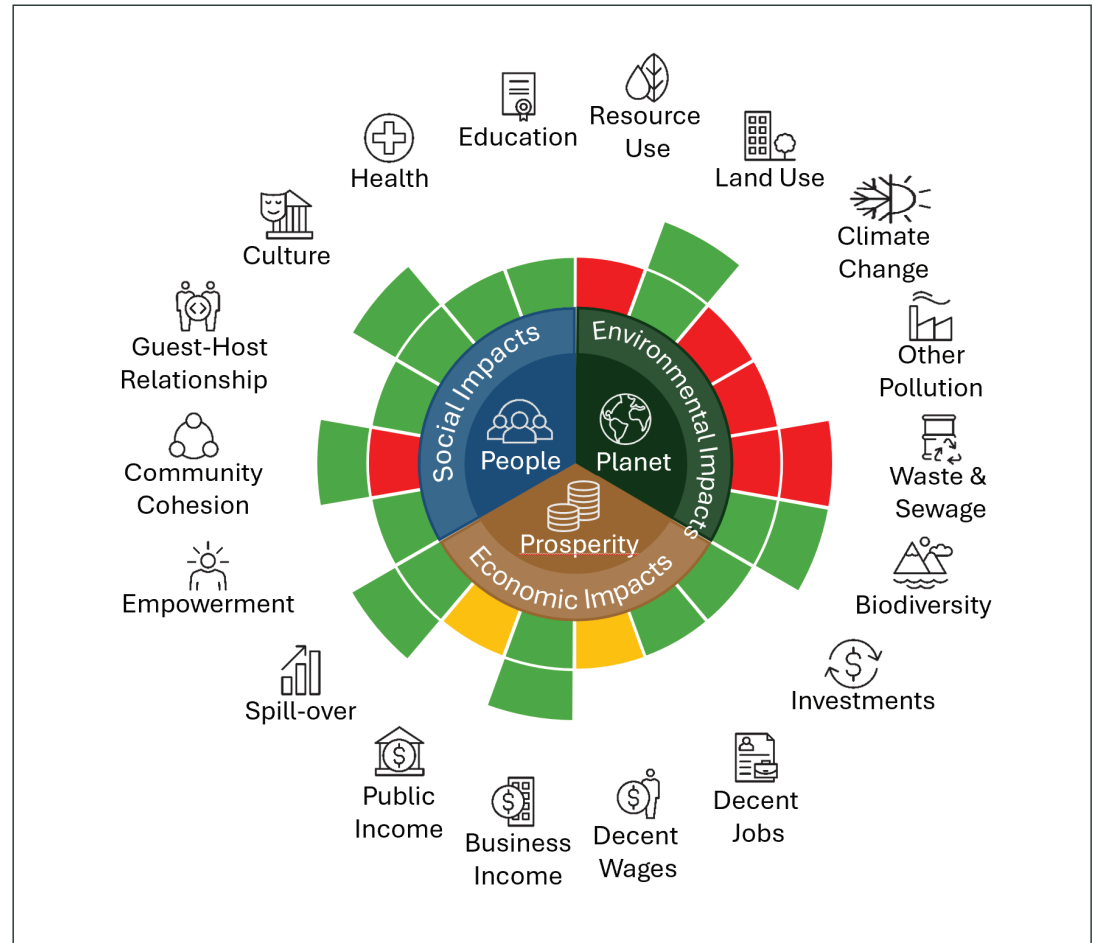 Education
Resource
Use
Health
Land Use
Culture
Climate
Change
Guest-Host
Relationship
Other
Pollution
Social Impacts
Environmental Impacts
People
Planet
Community
Cohesion
Waste &
Sewage
Prosperity
Economic Impacts
Empowerment
Biodiversity
Spill-over
Investments
Public
Income
Business
Income
Decent
Wages
Decent
Jobs